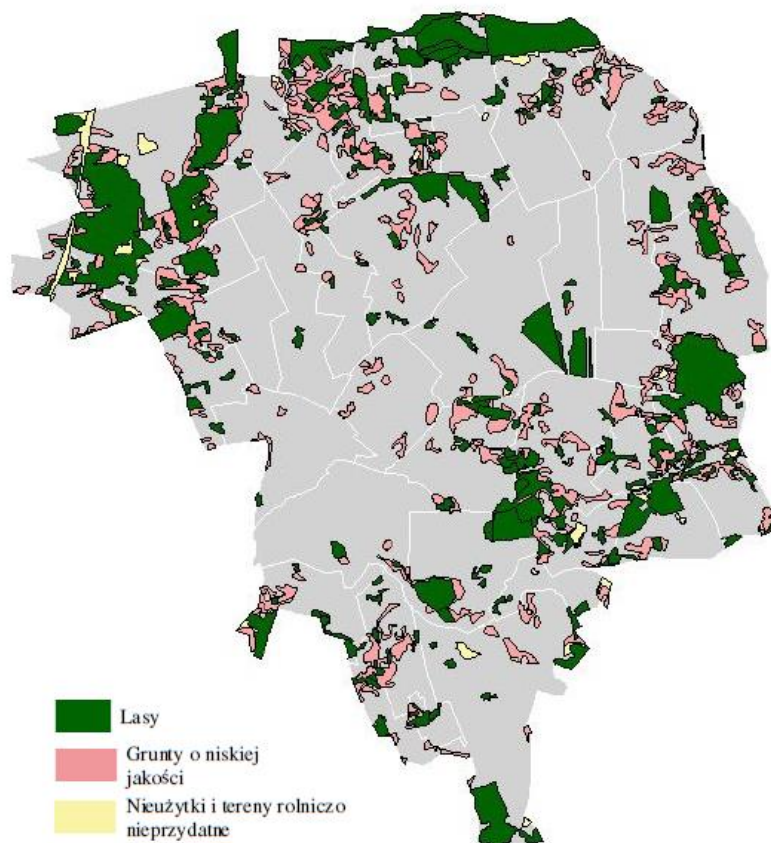 Lasy
Grunty o niskiej
jakości
Nieużytki i tereny rolniczo
nieprzydatne